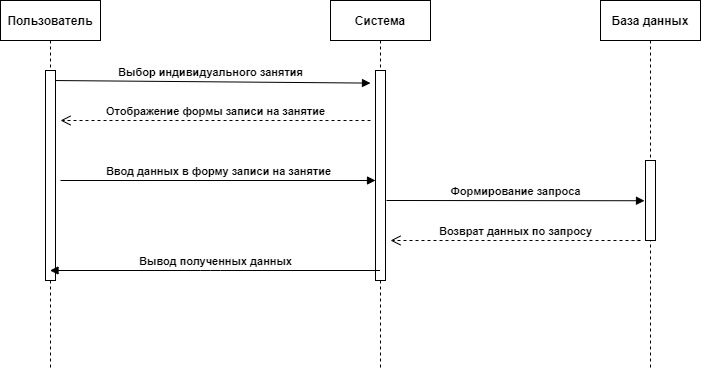 Пользователь
Система
База данных
Выбор индивидуального занятия
Отображение формы записи на занятие
Ввод данных в форму записи на занятие
Формирование запроса
Возврат данных по запросу
Вывод полученных данных